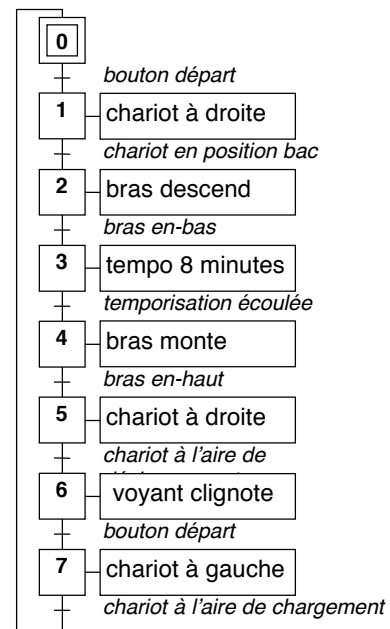 0
bouton départ
1 chariot à droite
chariot en position bac
2 bras descend
bras en-bas
3 tempo 8 minutes
temporisation écoulée
4 bras monte
bras en-haut
5 chariot à droite
chariot à l'aire de
6 voyant clignote
bouton départ
7 chariot à gauche
chariot à l'aire de chargement